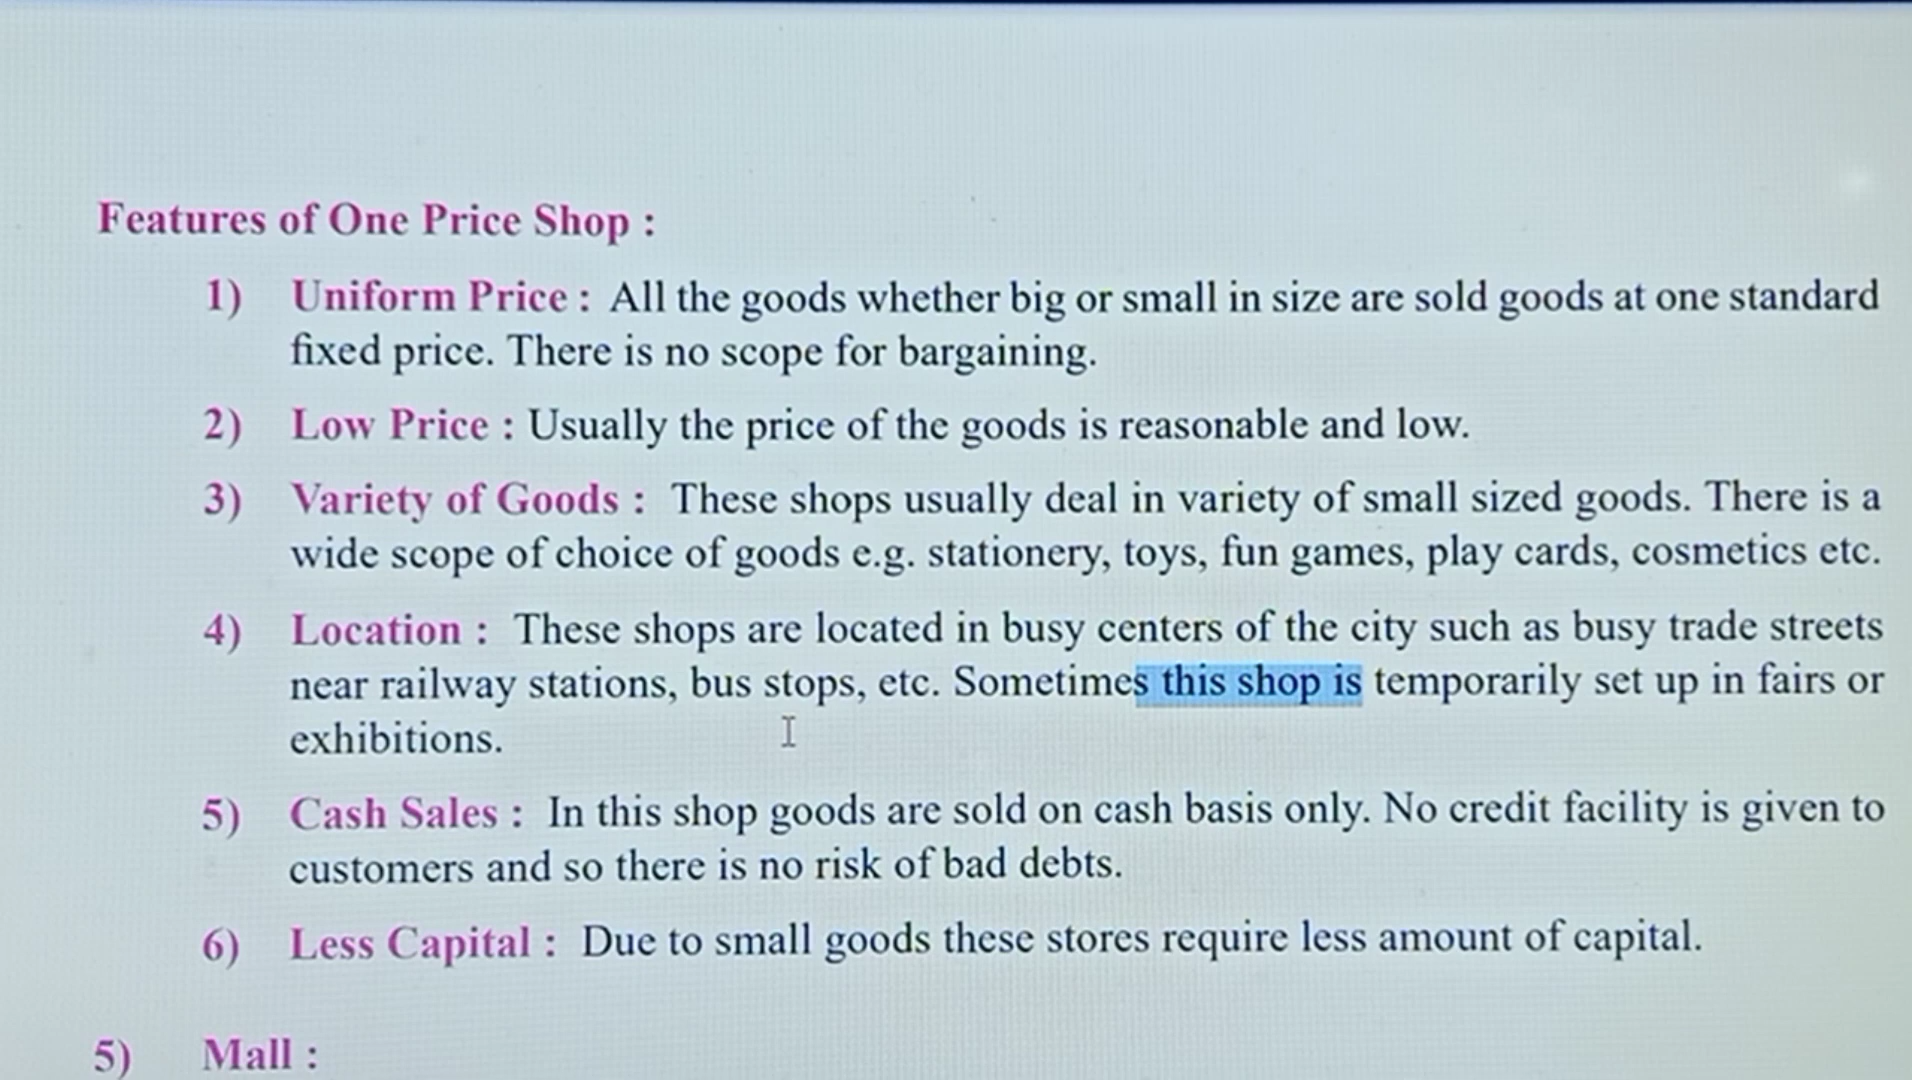 Features of One Price Shop :
1) Uniform Price : All the goods whether big or small in size are sold goods at one standard
fixed price. There is no scope for bargaining.
2) Low Price : Usually the price of the goods is reasonable and low.
3) Variety of Goods : These shops usually deal in variety of small sized goods. There is a
wide scope of choice of goods e.g. stationery, toys, fun games, play cards, cosmetics etc.
4) Location : These shops are located in busy centers of the city such as busy trade streets
near railway stations, bus stops, etc. Sometimes this shop is temporarily set up in fairs or
exhibitions.
5) Cash Sales : In this shop goods are sold on cash basis only. No credit facility is given to
customers and so there is no risk of bad debts.
6) Less Capital : Due to small goods these stores require less amount of capital.
5) Mall :